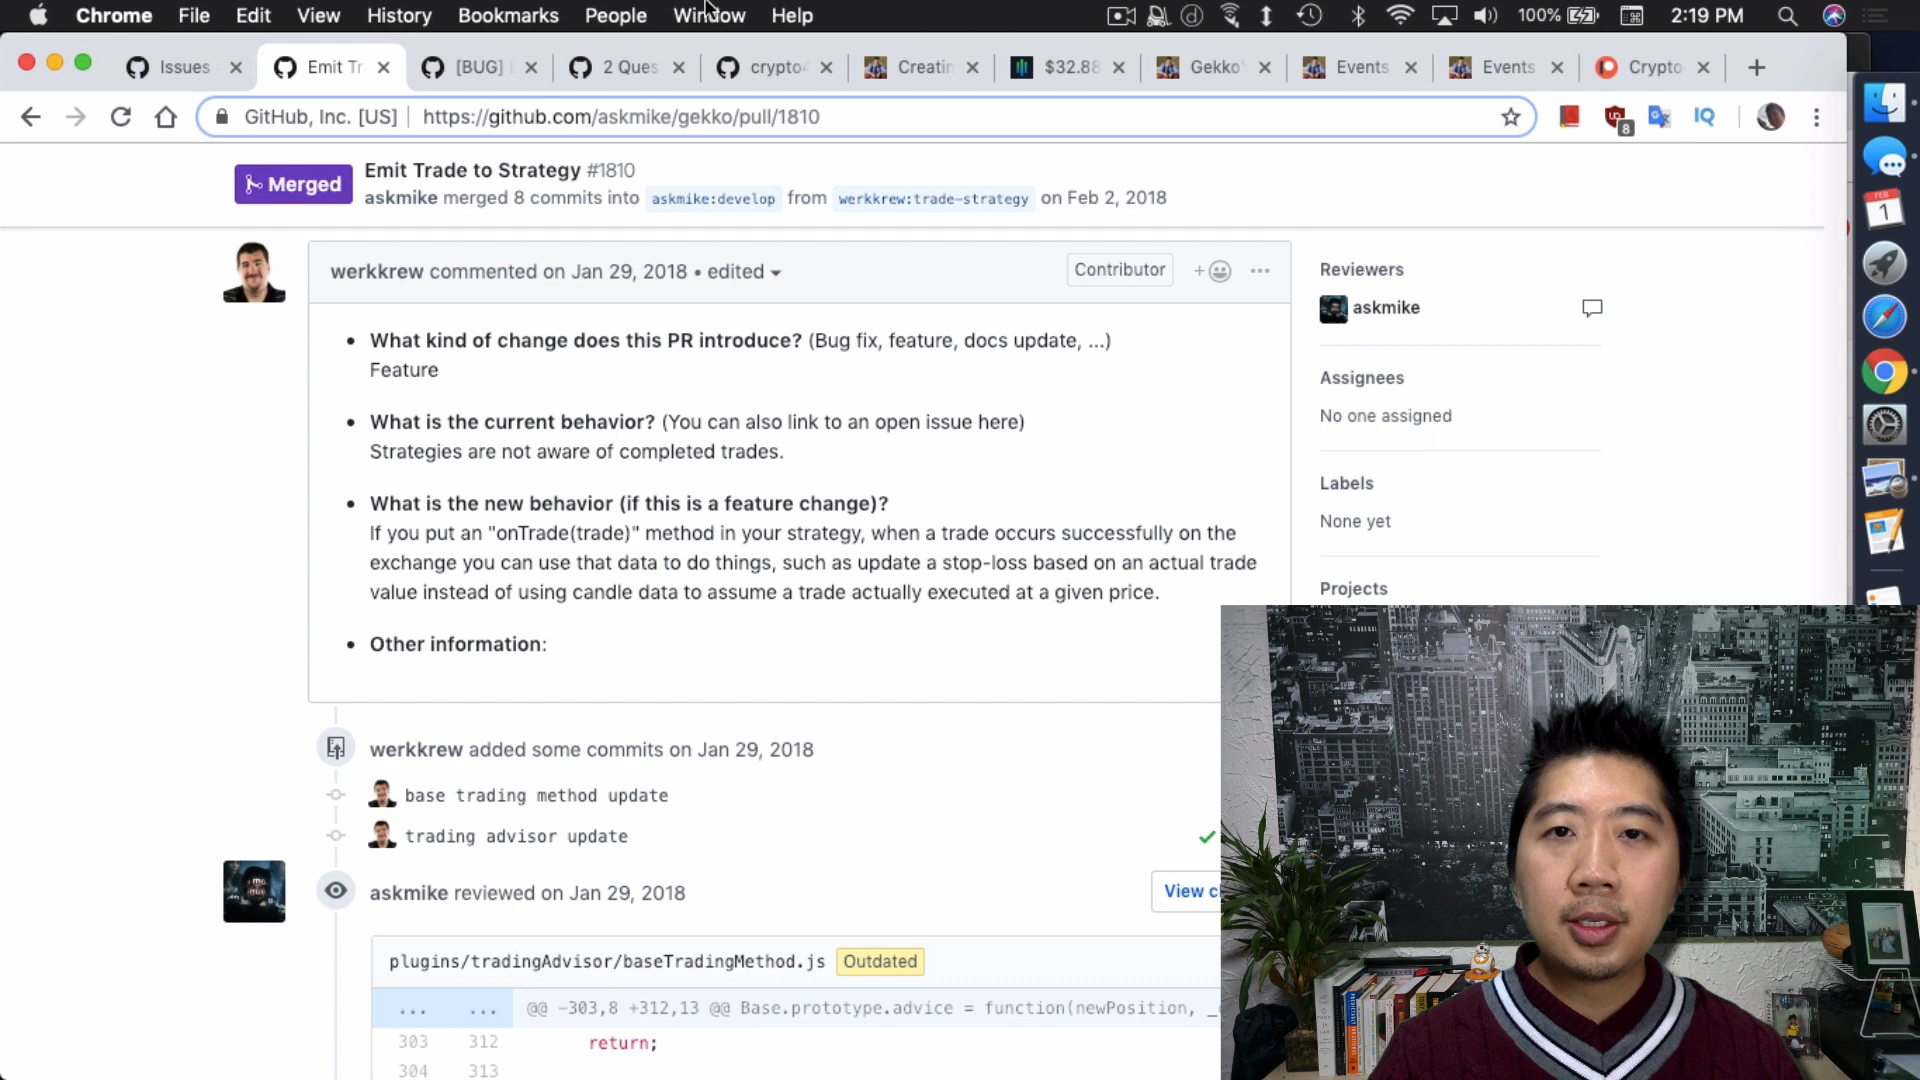 Chrome File Edit View History Bookmarks People Window Help 100% 2:19 PM
Issues Emit Tr [BUG] 2 Ques crypto Creatin $32.88 Gekko' Events Events Crypto
GitHub, Inc. [US] https://github.com/askmike/gekko/pull/1810 8 IQ
Merged
Emit Trade to Strategy #1810
askmike merged 8 commits into askmike:develop from werkkrew:trade-strategy on Feb 2, 2018
werkkrew commented on Jan 29, 2018 • edited
Contributor
• What kind of change does this PR introduce? (Bug fix, feature, docs update, ...)
Feature
• What is the current behavior? (You can also link to an open issue here)
Strategies are not aware of completed trades.
• What is the new behavior (if this is a feature change)?
If you put an "onTrade(trade)" method in your strategy, when a trade occurs successfully on the
exchange you can use that data to do things, such as update a stop-loss based on an actual trade
value instead of using candle data to assume a trade actually executed at a given price.
• Other information:
werkkrew added some commits on Jan 29, 2018
base trading method update
trading advisor update
askmike reviewed on Jan 29, 2018
View c
plugins/tradingAdvisor/baseTradingMethod.js Outdated
... ... @@ -303,8 +312,13 @@ Base.prototype.advice = function(newPosition, _
303 312 return;
304 313
Reviewers
askmike
Assignees
No one assigned
Labels
None yet
Projects
FEB
1